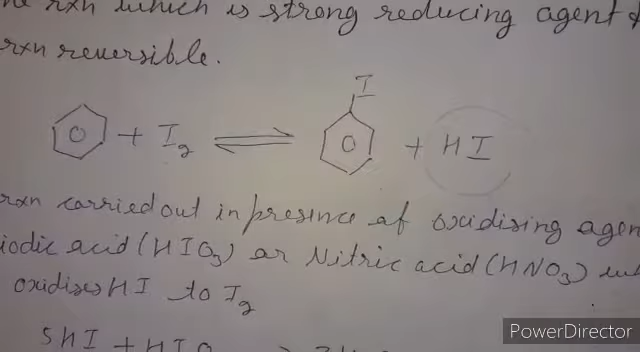 rxn which is strong reducing agent &
rxn reversible.
I
+ I2 ⇌ + HI
rxn carried out in presence of oxidising agen
iodic acid (HIO3) or Nitric acid (HNO3)
oxidises HI to I2
5HI + HIO
PowerDirector